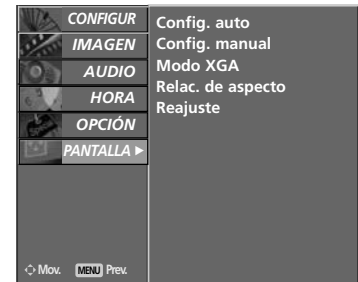 CONFIGUR
IMAGEN
AUDIO
HORA
OPCIÓN
PANTALLA ►
Config. auto
Config. manual
Modo XGA
Relac. de aspecto
Reajuste
Mov. MENU Prev.